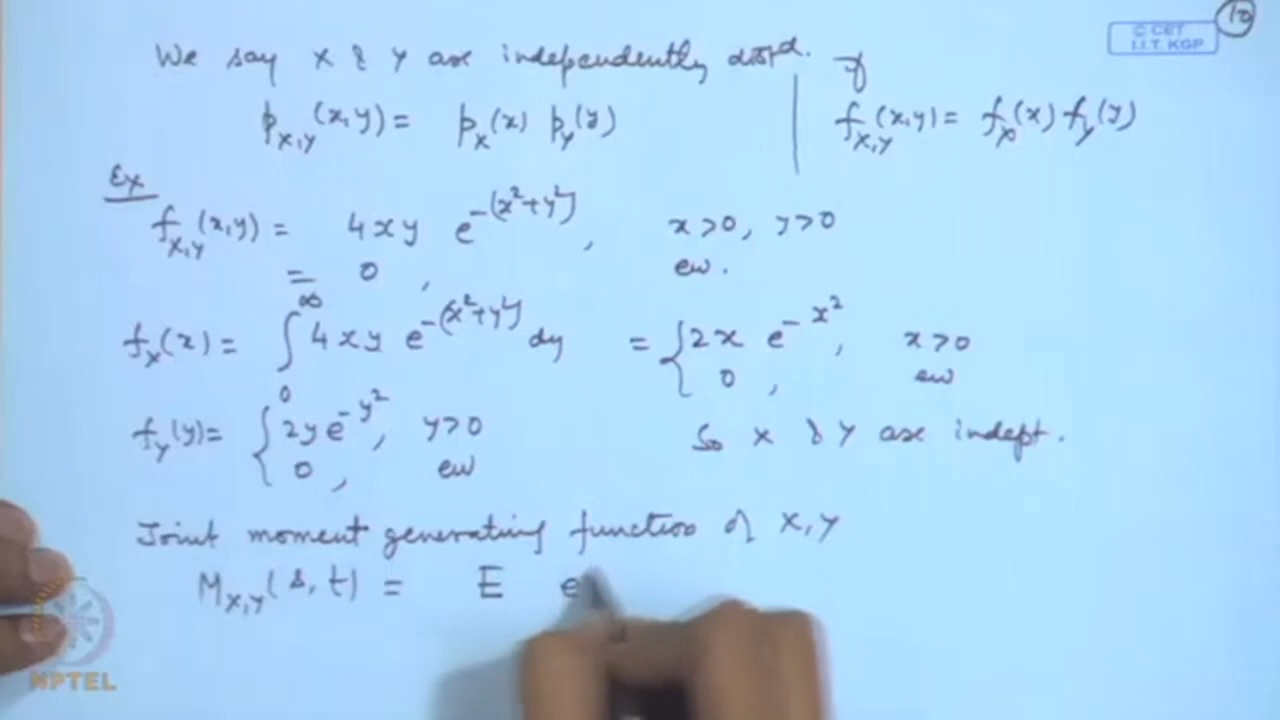 © CET
I.I.T. KGP
10
We say X & Y are independently distd. if
p_{X,Y}(x,y) = p_X(x) p_Y(y) | f_{X,Y}(x,y) = f_X(x) f_Y(y)
Ex
f_{X,Y}(x,y) = 4xy e^{-(x²+y²)}, x>0, y>0
= 0, ew.
f_X(x) = ∫_0^∞ 4xy e^{-(x²+y²)} dy = { 2x e^{-x²}, x>0
0, ew
f_Y(y) = { 2y e^{-y²}, y>0
0, ew
So X & Y are indept.
Joint moment generating function of X,Y
M_{X,Y}(s,t) = E e
NPTEL